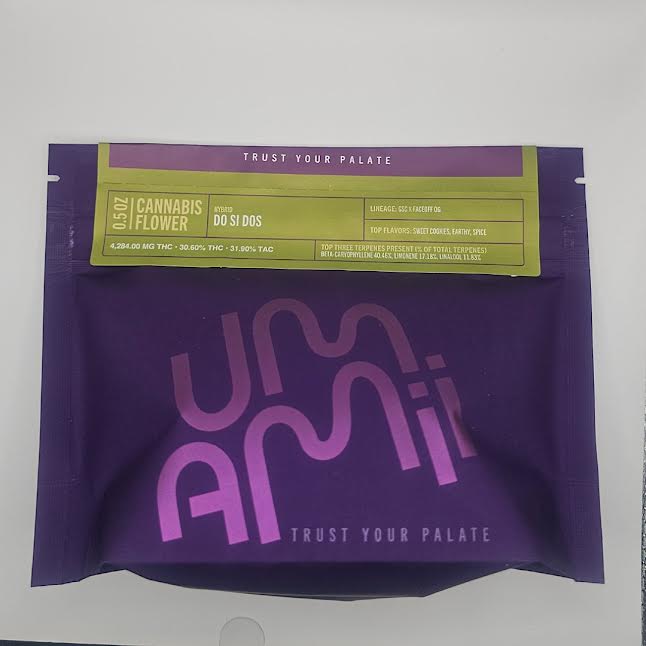 TRUST YOUR PALATE
0.5 OZ
CANNABIS
FLOWER
HYBRID
DO SI DOS
LINEAGE: GSC X FACEOFF OG
TOP FLAVORS: SWEET COOKIES, EARTHY, SPICE
4,284.00 MG THC • 30.60% THC • 31.90% TAC
TOP THREE TERPENES PRESENT (% OF TOTAL TERPENES)
BETA-CARYOPHYLLENE 40.46%, LIMONENE 17.18%, LINALOOL 11.63%
UM
AMii
TRUST YOUR PALATE